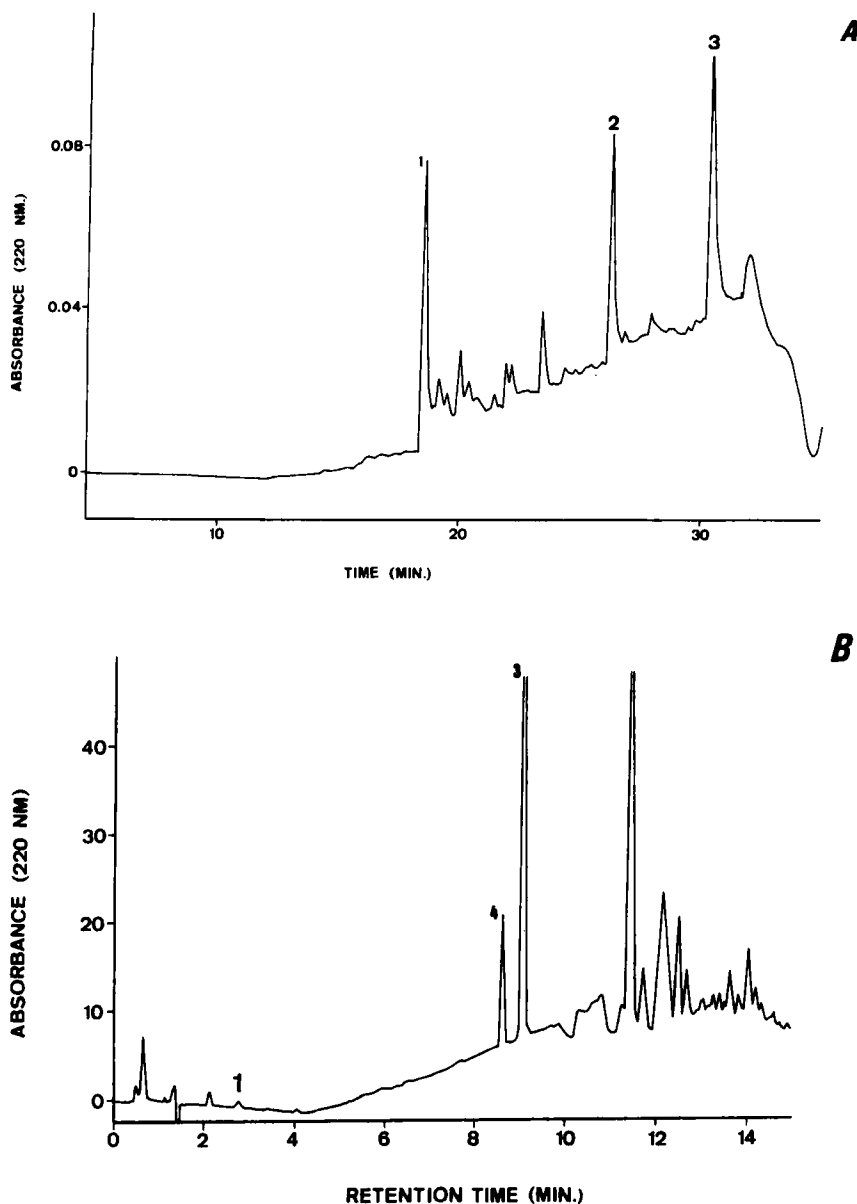 A
3
2
1
0.08
0.04
0
ABSORBANCE (220 NM.)
10 20 30
TIME (MIN.)
B
3
4
1
40
30
20
10
0
ABSORBANCE (220 NM)
0 2 4 6 8 10 12 14
RETENTION TIME (MIN.)